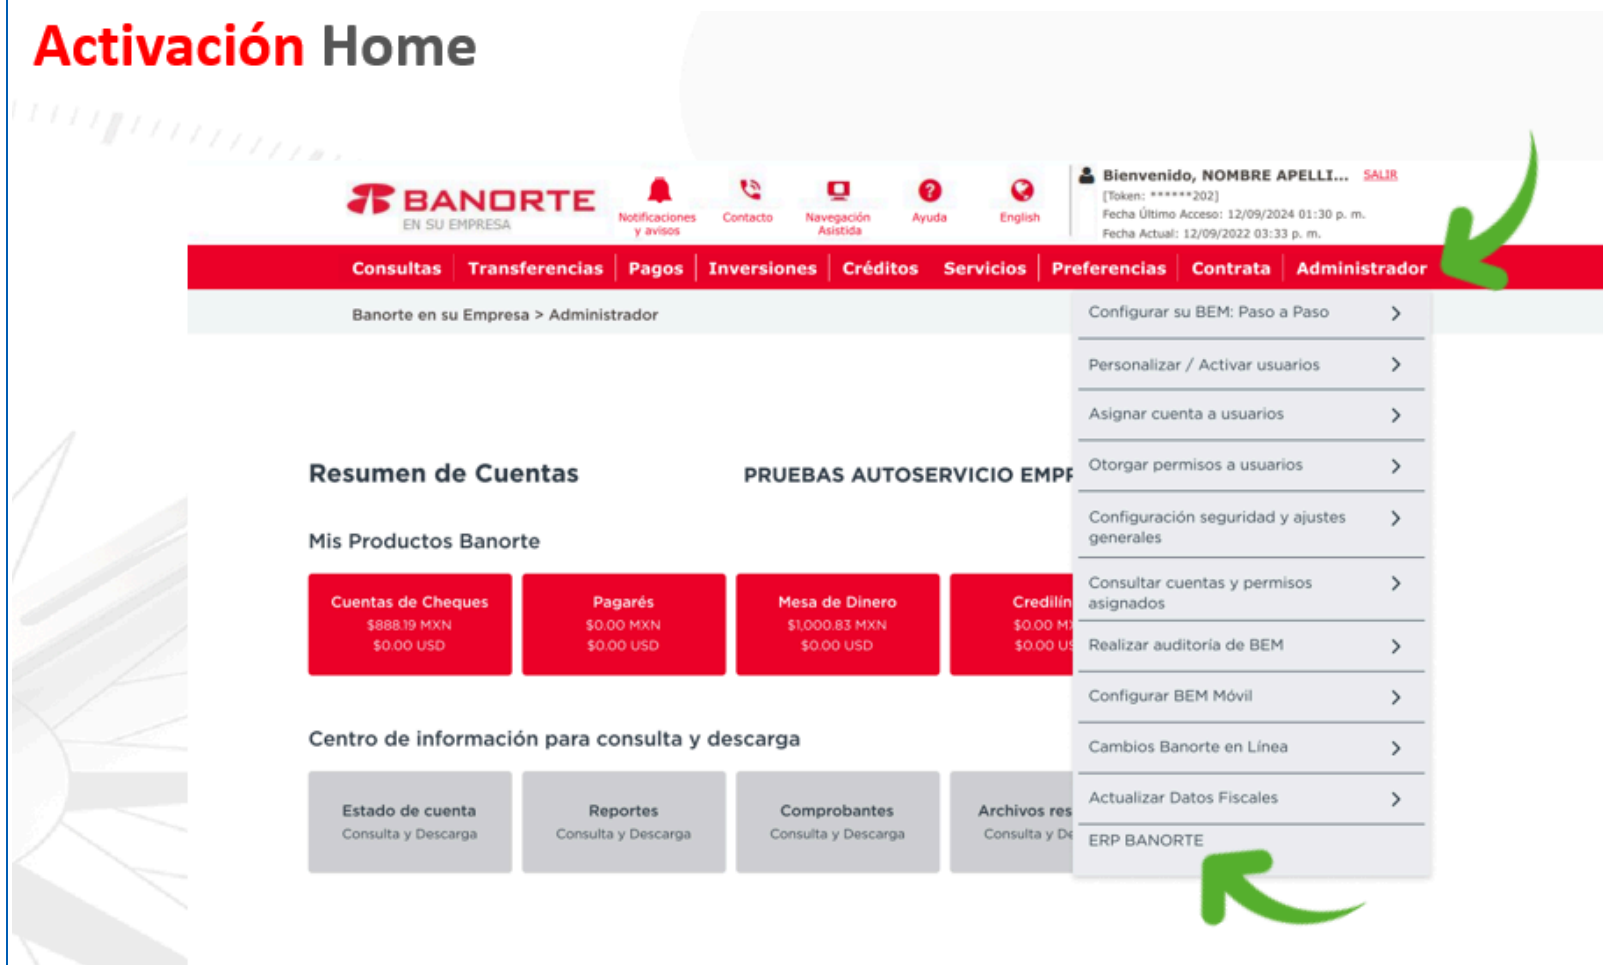 Activación Home
BANORTE
EN SU EMPRESA
Notificaciones y avisos
Contacto
Navegación Asistida
Ayuda
English
Bienvenido, NOMBRE APELLI... SALIR
[Token: ******202]
Fecha Último Acceso: 12/09/2024 01:30 p. m.
Fecha Actual: 12/09/2022 03:33 p. m.
Consultas Transferencias Pagos Inversiones Créditos Servicios Preferencias Contrata Administrador
Banorte en su Empresa > Administrador
Configurar su BEM: Paso a Paso
Personalizar / Activar usuarios
Asignar cuenta a usuarios
Otorgar permisos a usuarios
Configuración seguridad y ajustes
generales
Consultar cuentas y permisos
asignados
Realizar auditoría de BEM
Configurar BEM Móvil
Cambios Banorte en Línea
Actualizar Datos Fiscales
ERP BANORTE
Resumen de Cuentas
PRUEBAS AUTOSERVICIO EMPR
Mis Productos Banorte
Cuentas de Cheques
$888.19 MXN
$0.00 USD
Pagarés
$0.00 MXN
$0.00 USD
Mesa de Dinero
$1,000.83 MXN
$0.00 USD
Credilín
$0.00 M
$0.00 US
Centro de información para consulta y descarga
Estado de cuenta
Consulta y Descarga
Reportes
Consulta y Descarga
Comprobantes
Consulta y Descarga
Archivos res
Consulta y De